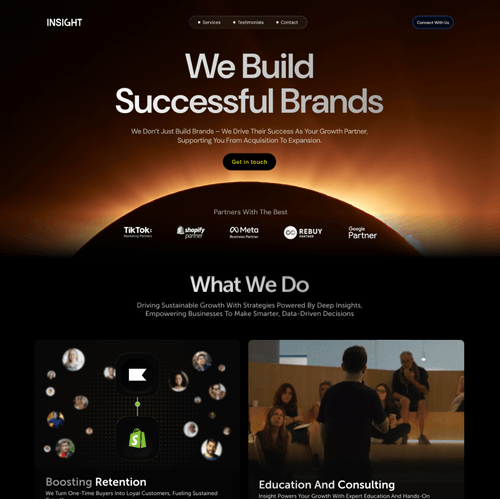 INSIGHT
Services
Testimonials
Contact
Connect With Us
We Build
Successful Brands
We Don't Just Build Brands – We Drive Their Success As Your Growth Partner,
Supporting You From Acquisition To Expansion.
Get in touch
Partners With The Best
TikTok:
Marketing Partners
shopify
partner
Meta
Business Partner
REBUY
PARTNER
Google
Partner
What We Do
Driving Sustainable Growth With Strategies Powered By Deep Insights,
Empowering Businesses To Make Smarter, Data-Driven Decisions
Boosting Retention
We Turn One-Time Buyers Into Loyal Customers, Fueling Sustained
Education And Consulting
Insight Powers Your Growth With Expert Education And Hands-On